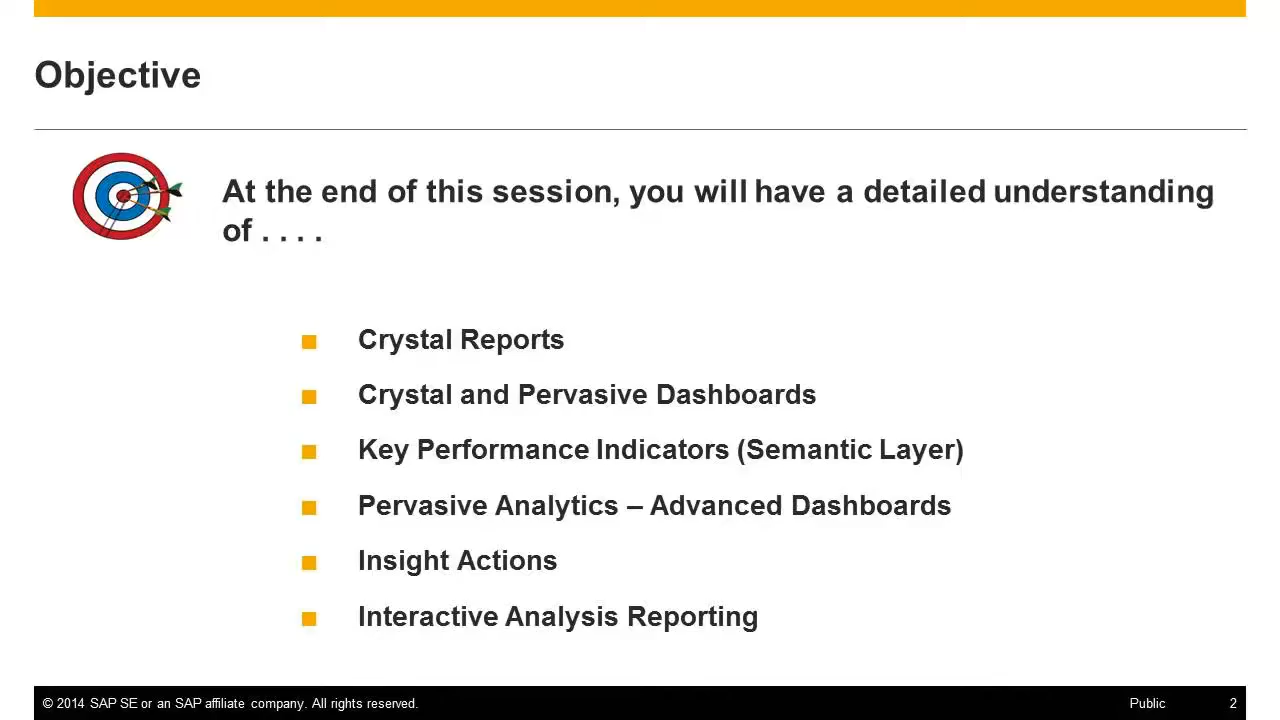 Objective
At the end of this session, you will have a detailed understanding
of . . . .
■ Crystal Reports
■ Crystal and Pervasive Dashboards
■ Key Performance Indicators (Semantic Layer)
■ Pervasive Analytics – Advanced Dashboards
■ Insight Actions
■ Interactive Analysis Reporting
© 2014 SAP SE or an SAP affiliate company. All rights reserved. Public 2